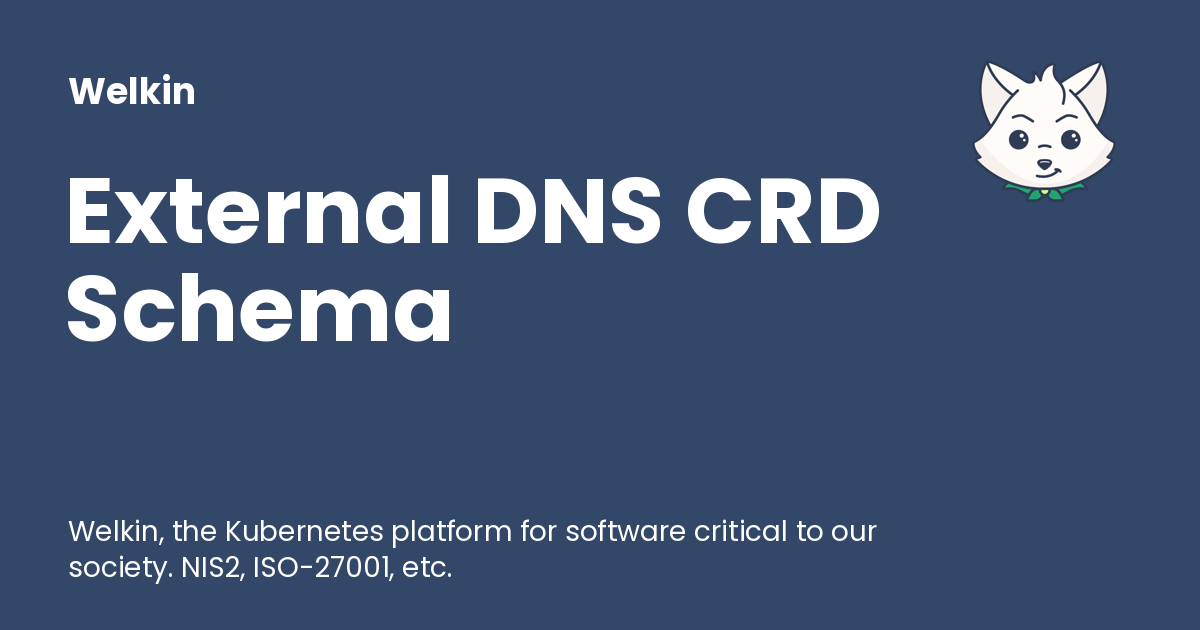 Welkin
External DNS CRD
Schema
Welkin, the Kubernetes platform for software critical to our
society. NIS2, ISO-27001, etc.